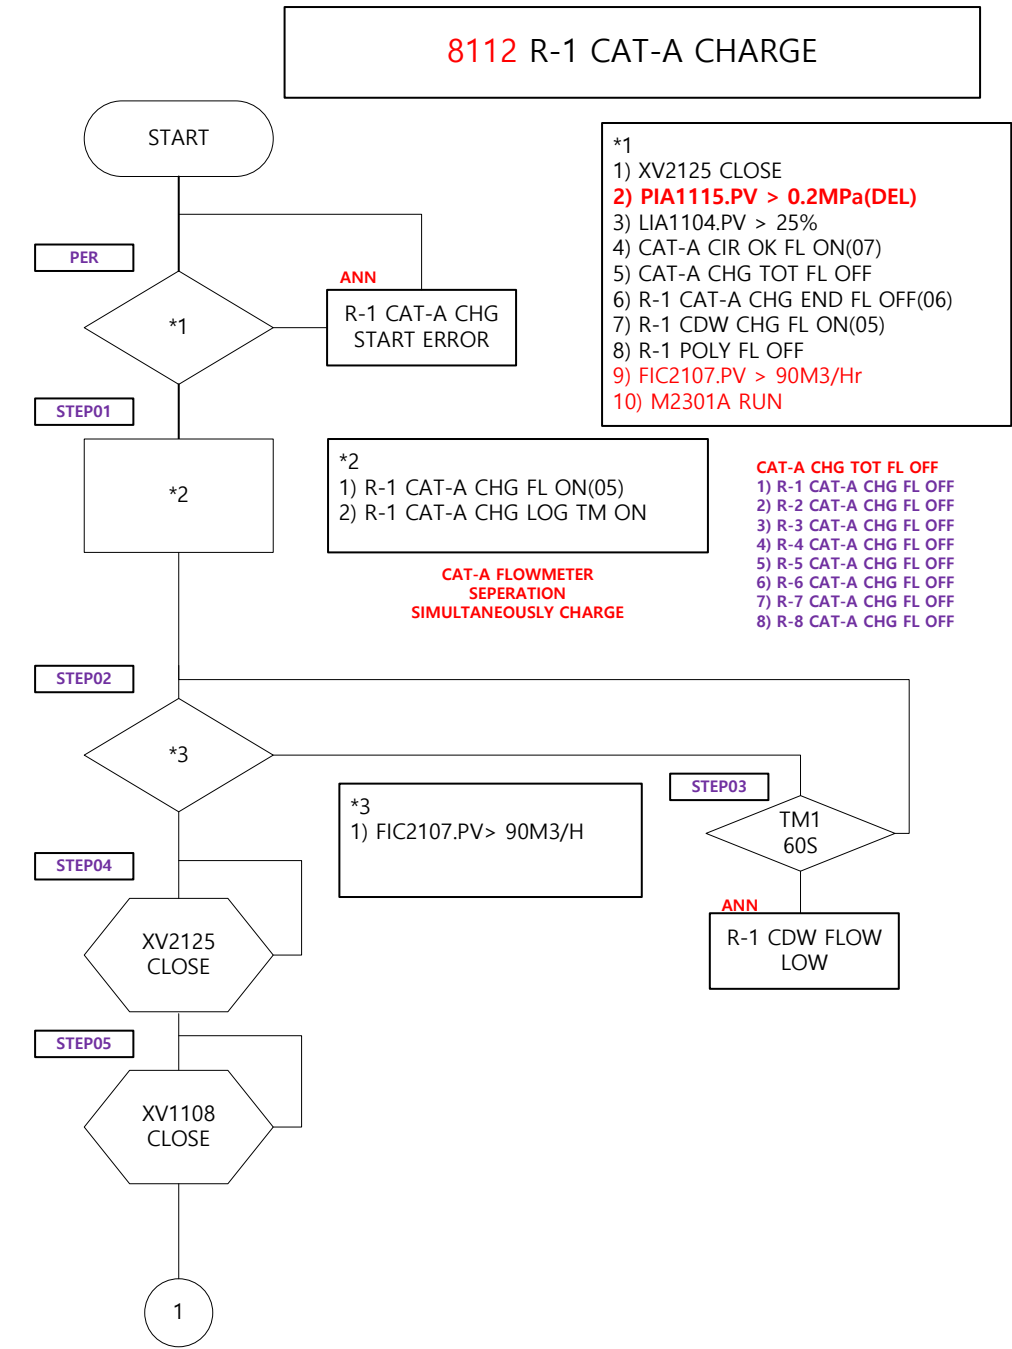 8112 R-1 CAT-A CHARGE
START
*1
1) XV2125 CLOSE
2) PIA1115.PV > 0.2MPa(DEL)
3) LIA1104.PV > 25%
4) CAT-A CIR OK FL ON(07)
5) CAT-A CHG TOT FL OFF
6) R-1 CAT-A CHG END FL OFF(06)
7) R-1 CDW CHG FL ON(05)
8) R-1 POLY FL OFF
9) FIC2107.PV > 90M3/Hr
10) M2301A RUN
PER
ANN
*1
R-1 CAT-A CHG
START ERROR
STEP01
*2
*2
1) R-1 CAT-A CHG FL ON(05)
2) R-1 CAT-A CHG LOG TM ON
CAT-A CHG TOT FL OFF
1) R-1 CAT-A CHG FL OFF
2) R-2 CAT-A CHG FL OFF
3) R-3 CAT-A CHG FL OFF
4) R-4 CAT-A CHG FL OFF
5) R-5 CAT-A CHG FL OFF
6) R-6 CAT-A CHG FL OFF
7) R-7 CAT-A CHG FL OFF
8) R-8 CAT-A CHG FL OFF
CAT-A FLOWMETER
SEPERATION
SIMULTANEOUSLY CHARGE
STEP02
*3
*3
1) FIC2107.PV> 90M3/H
STEP03
TM1
60S
ANN
R-1 CDW FLOW
LOW
STEP04
XV2125
CLOSE
STEP05
XV1108
CLOSE
1